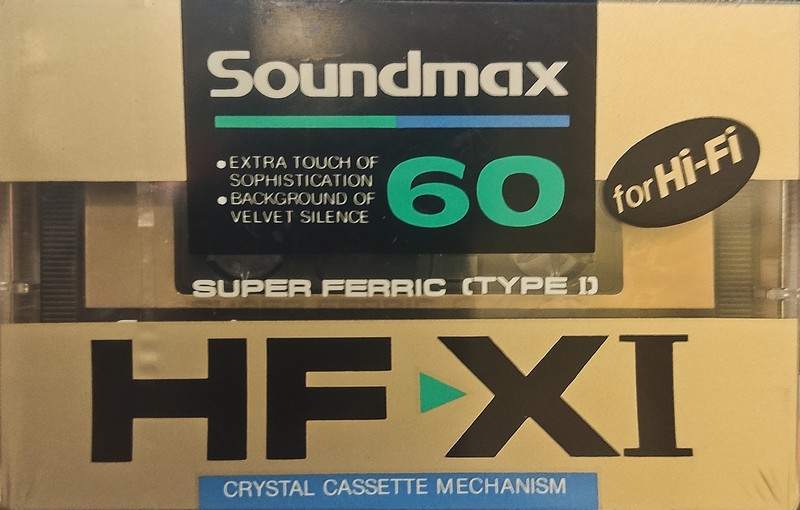 Soundmax
• EXTRA TOUCH OF
SOPHISTICATION
• BACKGROUND OF
VELVET SILENCE
60
for Hi-Fi
SUPER FERRIC (TYPE I)
HF▶XI
CRYSTAL CASSETTE MECHANISM